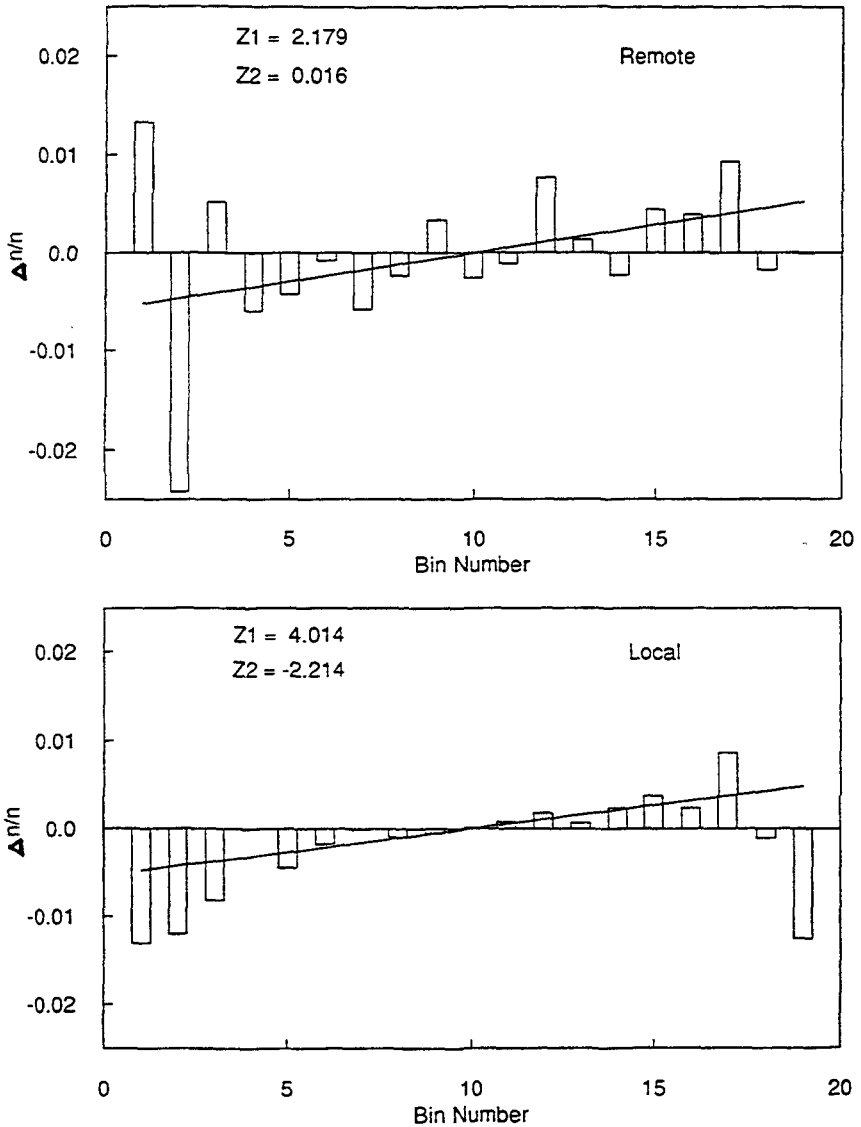 Z1 = 2.179
Z2 = 0.016
Remote
0.02
0.01
0.0
-0.01
-0.02
Δn/n
0 5 10 15 20
Bin Number
Z1 = 4.014
Z2 = -2.214
Local
0.02
0.01
0.0
-0.01
-0.02
Δn/n
0 5 10 15 20
Bin Number